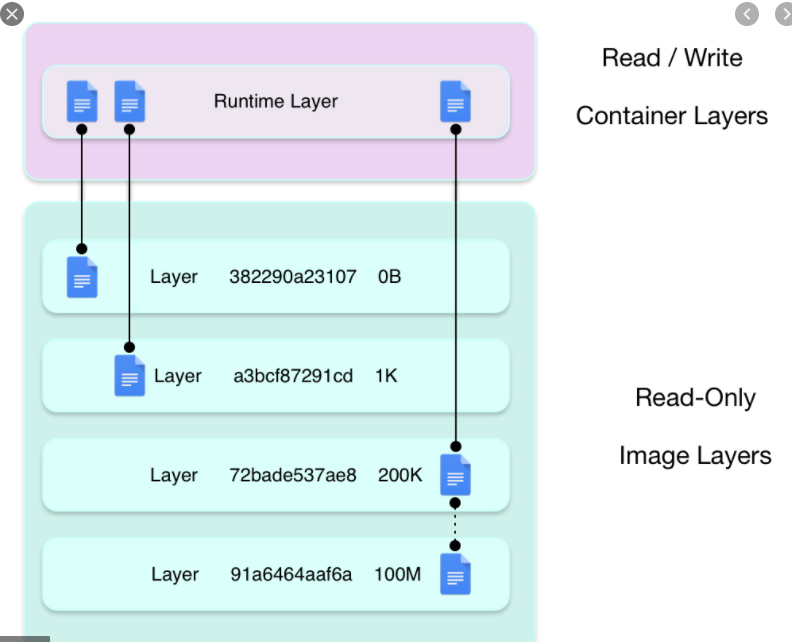 Read / Write
Runtime Layer
Container Layers
Layer 382290a23107 0B
Layer a3bcf87291cd 1K
Read-Only
Image Layers
Layer 72bade537ae8 200K
Layer 91a6464aaf6a 100M